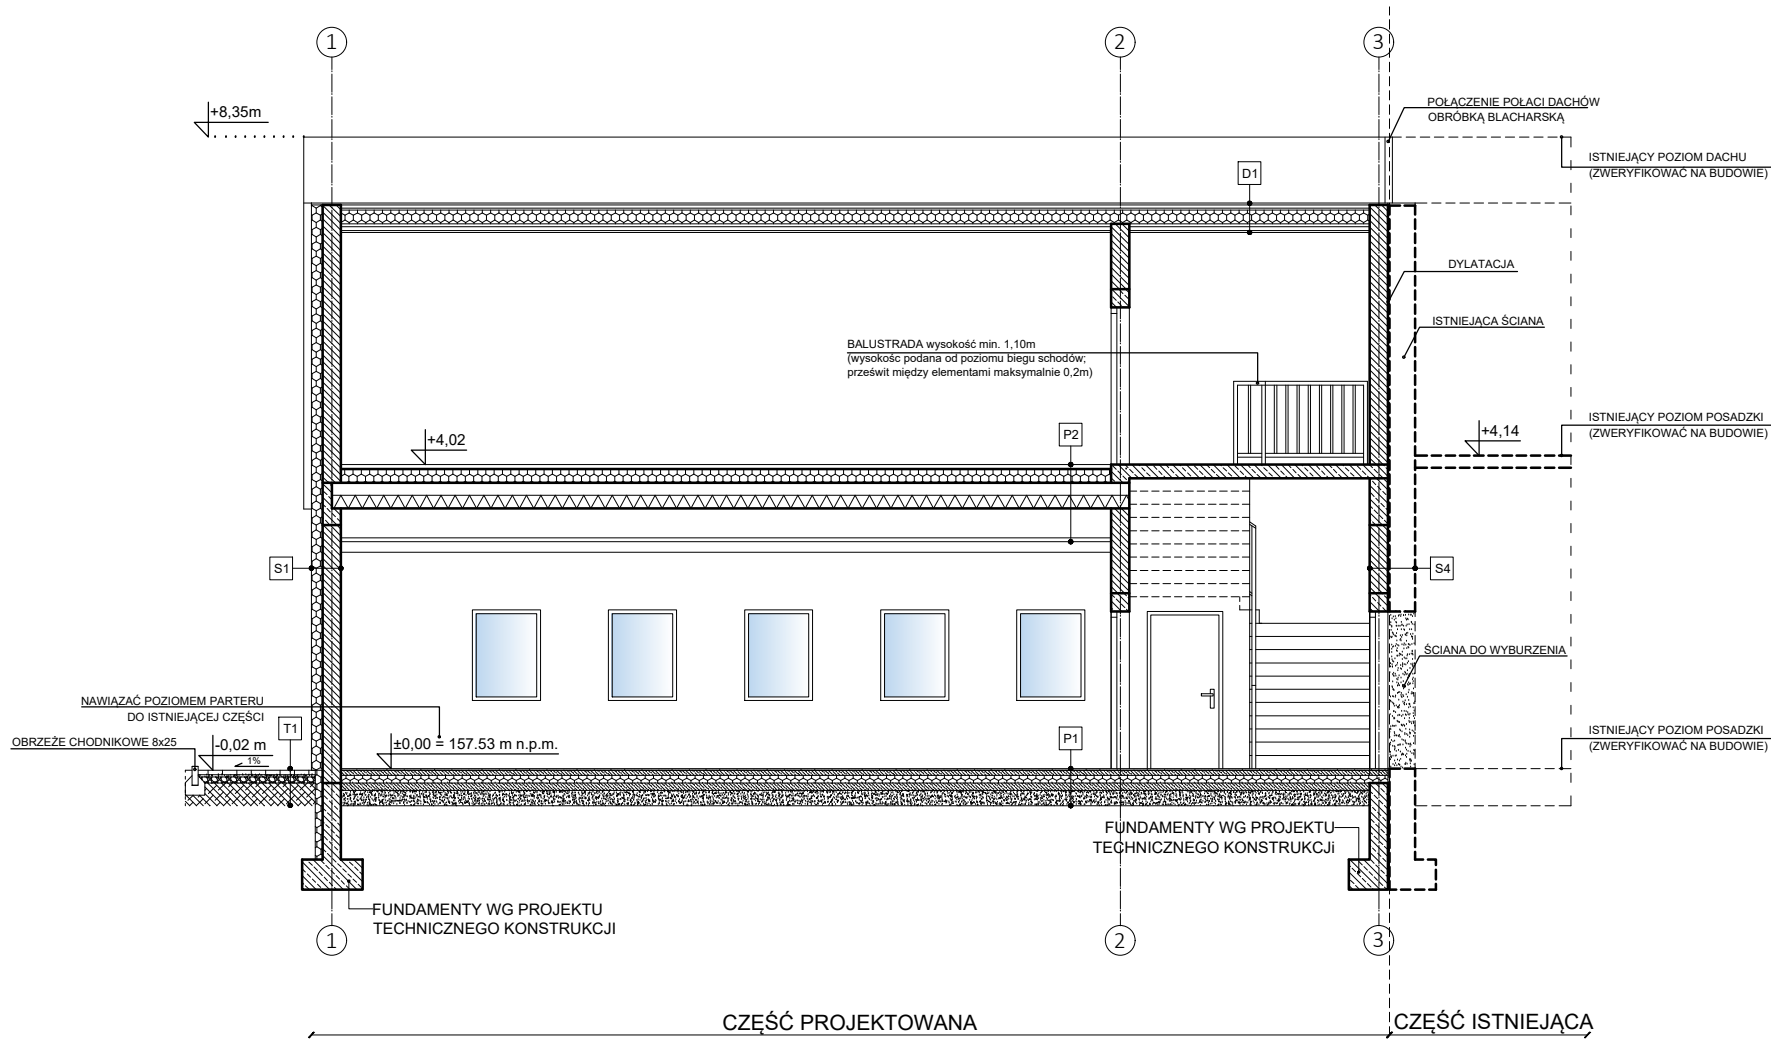 1
2
3
+8,35m
POŁĄCZENIE POŁACI DACHÓW
OBRÓBKĄ BLACHARSKĄ
ISTNIEJĄCY POZIOM DACHU
(ZWERYFIKOWAĆ NA BUDOWIE)
D1
DYLATACJA
ISTNIEJĄCA ŚCIANA
BALUSTRADA wysokość min. 1,10m
(wysokośc podana od poziomu biegu schodów;
prześwit między elementami maksymalnie 0,2m)
ISTNIEJĄCY POZIOM POSADZKI
(ZWERYFIKOWAĆ NA BUDOWIE)
+4,02
P2
+4,14
S1
S4
ŚCIANA DO WYBURZENIA
NAWIĄZAĆ POZIOMEM PARTERU
DO ISTNIEJĄCEJ CZĘŚCI
OBRZEŻE CHODNIKOWE 8x25
-0,02 m
1%
T1
±0,00 = 157.53 m n.p.m.
P1
ISTNIEJĄCY POZIOM POSADZKI
(ZWERYFIKOWAĆ NA BUDOWIE)
FUNDAMENTY WG PROJEKTU
TECHNICZNEGO KONSTRUKCJi
FUNDAMENTY WG PROJEKTU
TECHNICZNEGO KONSTRUKCJI
1
2
3
CZĘŚĆ PROJEKTOWANA
CZĘŚĆ ISTNIEJĄCA